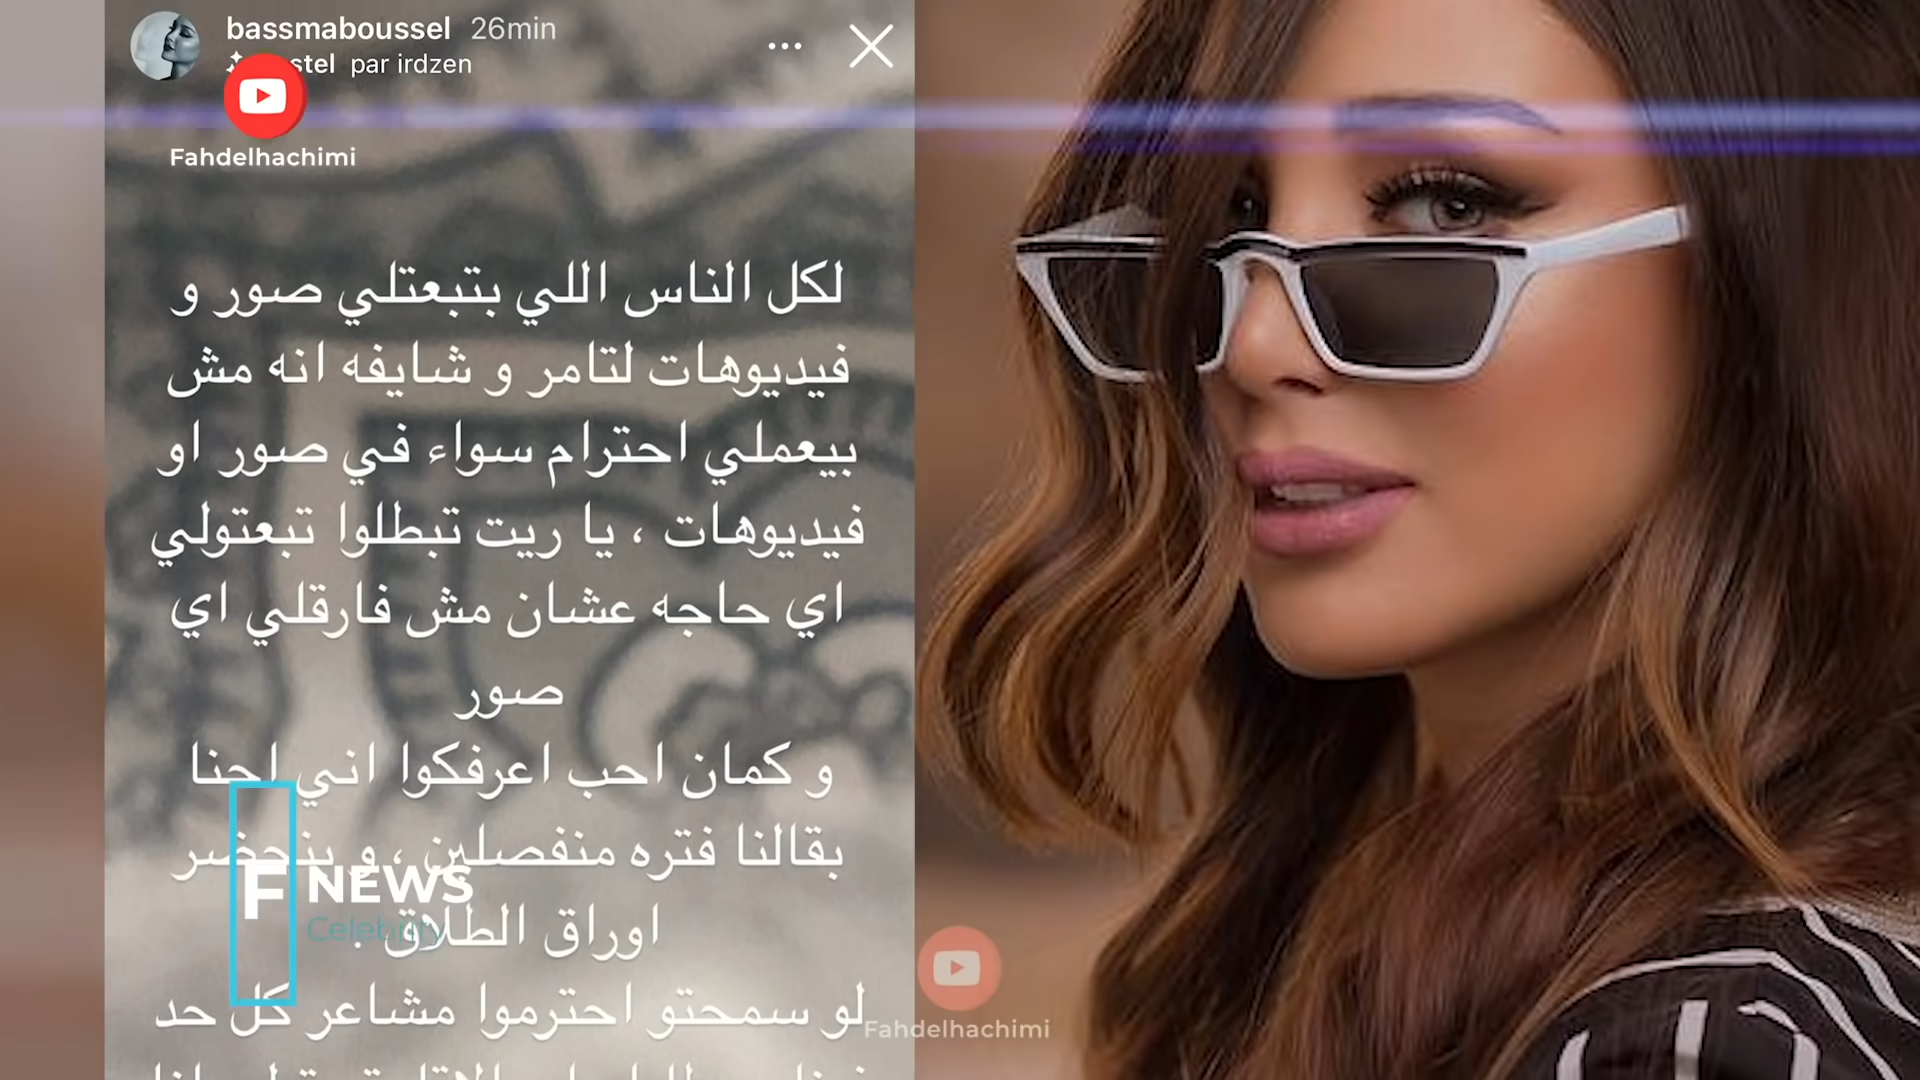 bassmaboussel 26min
par irdzen
Fahdelhachimi
لكل الناس اللي بتبعتلي صور و
فيديوهات لتامر و شايفه انه مش
بيعملي احترام سواء في صور او
فيديوهات ، يا ريت تبطلوا تبعتولي
اي حاجه عشان مش فارقلي اي
صور
و كمان احب اعرفكوا اني احنا
بقالنا فتره منفصلين ، و بنحضر
اوراق الطلاق .
لو سمحتو احترموا مشاعر كل حد
F NEWS
Celebrity
Fahdelhachimi